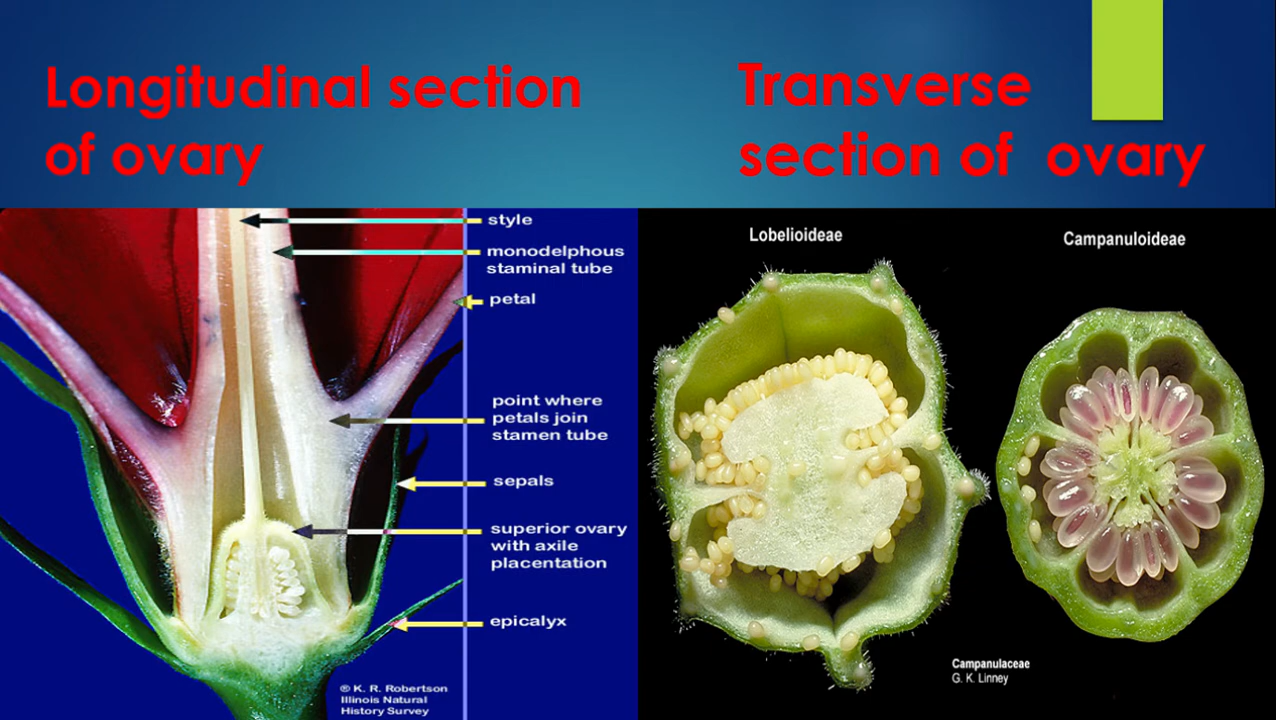 Longitudinal section
of ovary
Transverse
section of ovary
style
monodelphous
staminal tube
petal
point where
petals join
stamen tube
sepals
superior ovary
with axile
placentation
epicalyx
® K. R. Robertson
Illinois Natural
History Survey
Lobelioideae
Campanuloideae
Campanulaceae
G. K. Linney